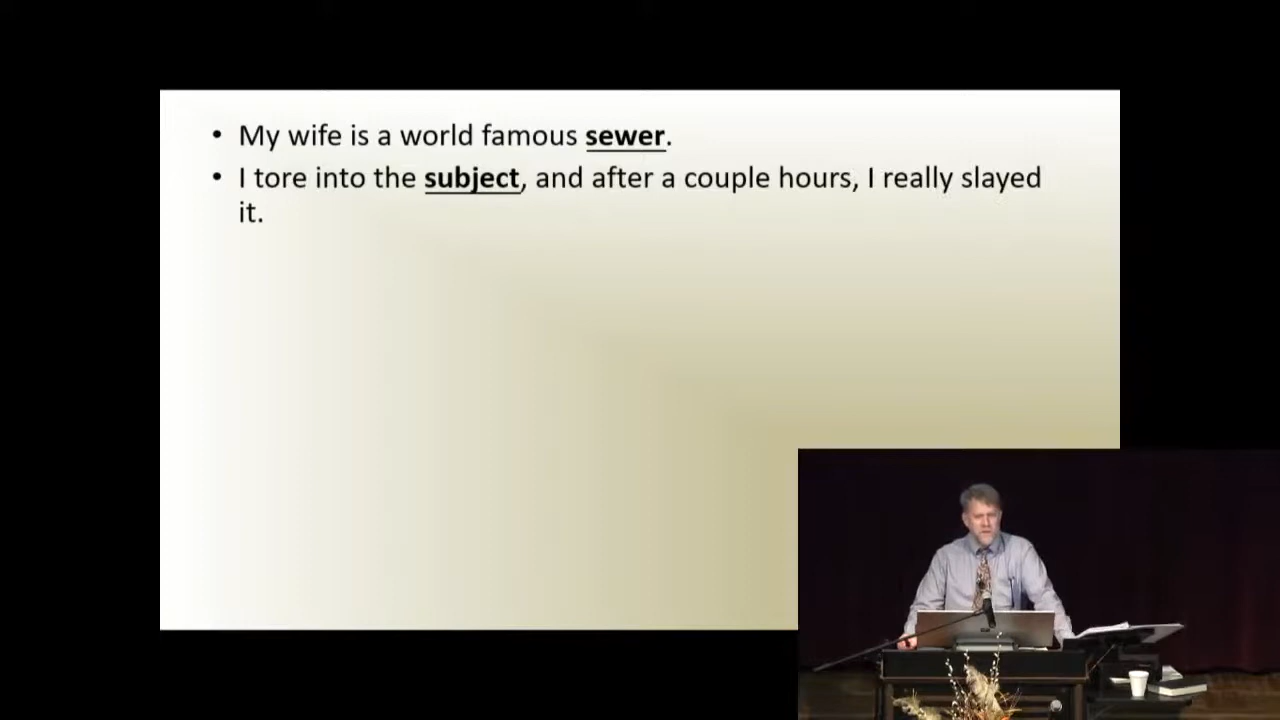 • My wife is a world famous sewer.
• I tore into the subject, and after a couple hours, I really slayed
it.